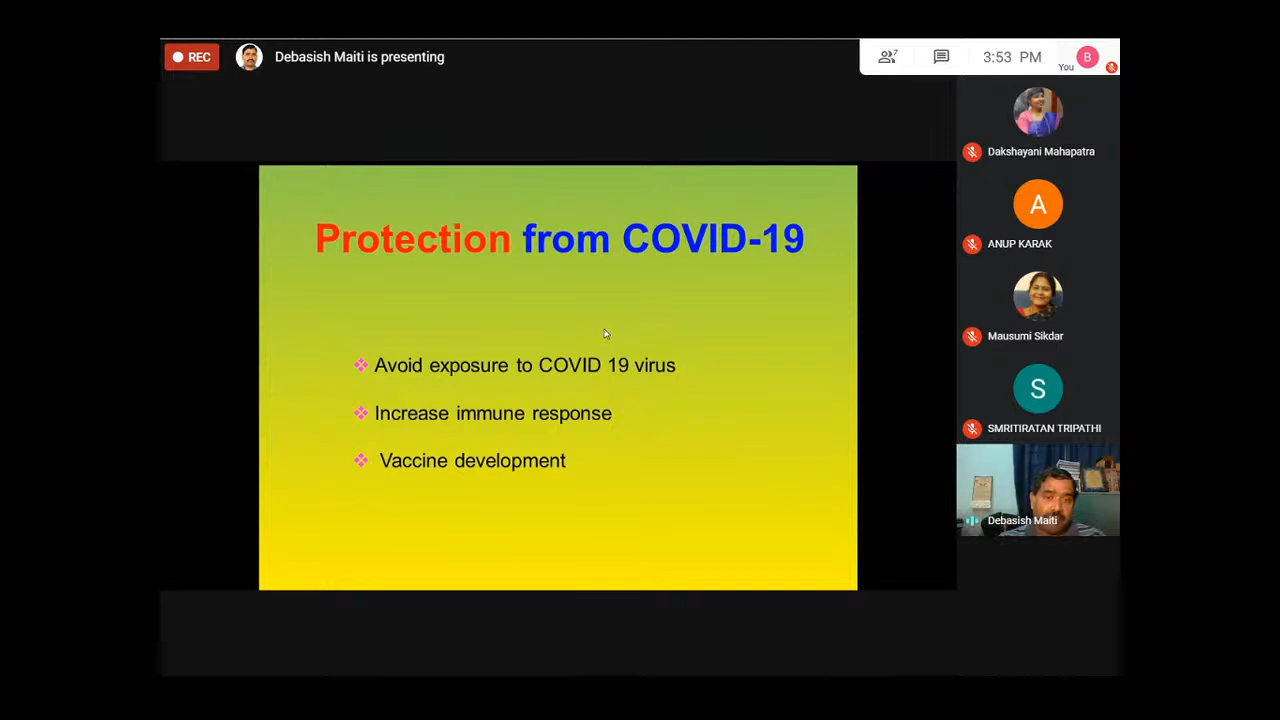 REC
Debasish Maiti is presenting
7
3:53 PM
You
B
Dakshayani Mahapatra
A
ANUP KARAK
Mausumi Sikdar
S
SMRITIRATAN TRIPATHI
Debasish Maiti
Protection from COVID-19
Avoid exposure to COVID 19 virus
Increase immune response
Vaccine development